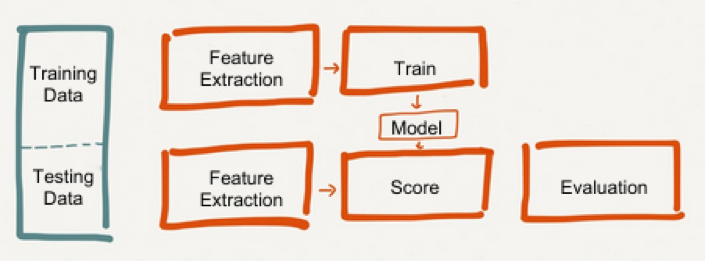 Training
Data
Feature
Extraction
Train
Model
Testing
Data
Feature
Extraction
Score
Evaluation